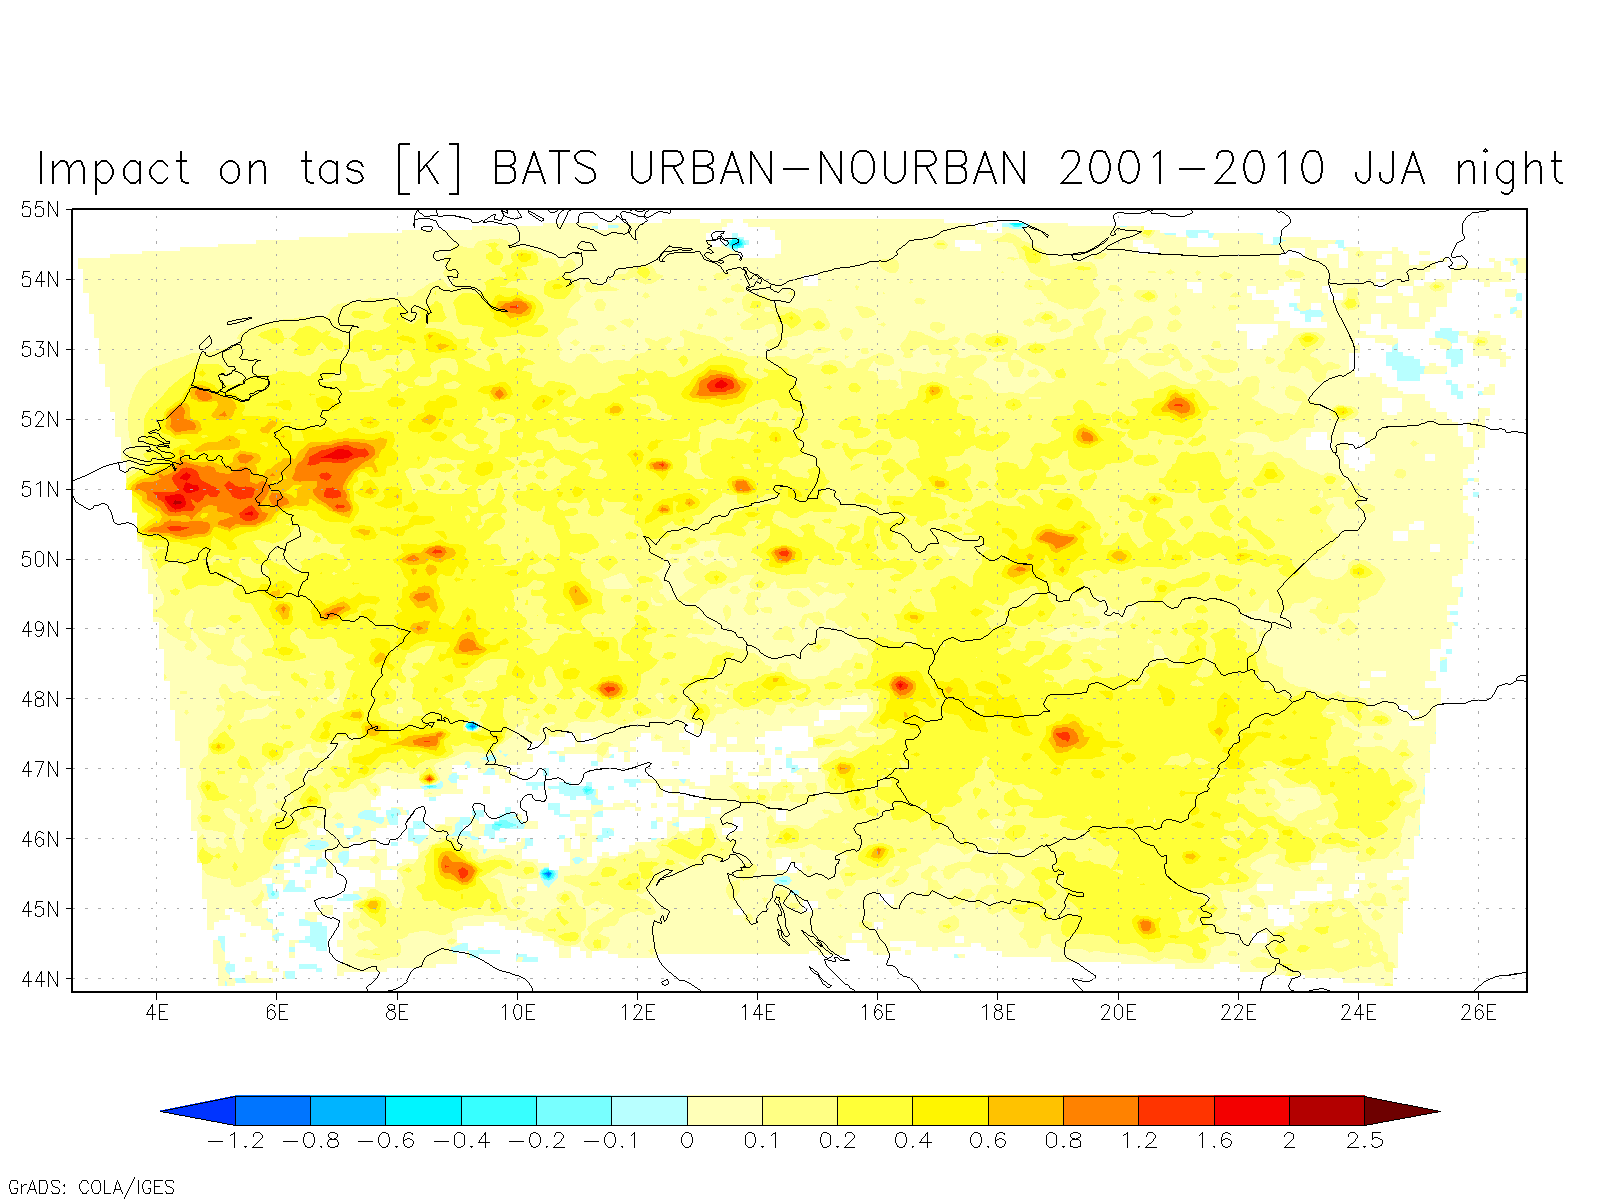 Impact on tas [K] BATS URBAN-NOURBAN 2001-2010 JJA night
55N
54N
53N
52N
51N
50N
49N
48N
47N
46N
45N
44N
4E 6E 8E 10E 12E 14E 16E 18E 20E 22E 24E 26E
-1.2 -0.8 -0.6 -0.4 -0.2 -0.1 0 0.1 0.2 0.4 0.6 0.8 1.2 1.6 2 2.5
GrADS: COLA/IGES